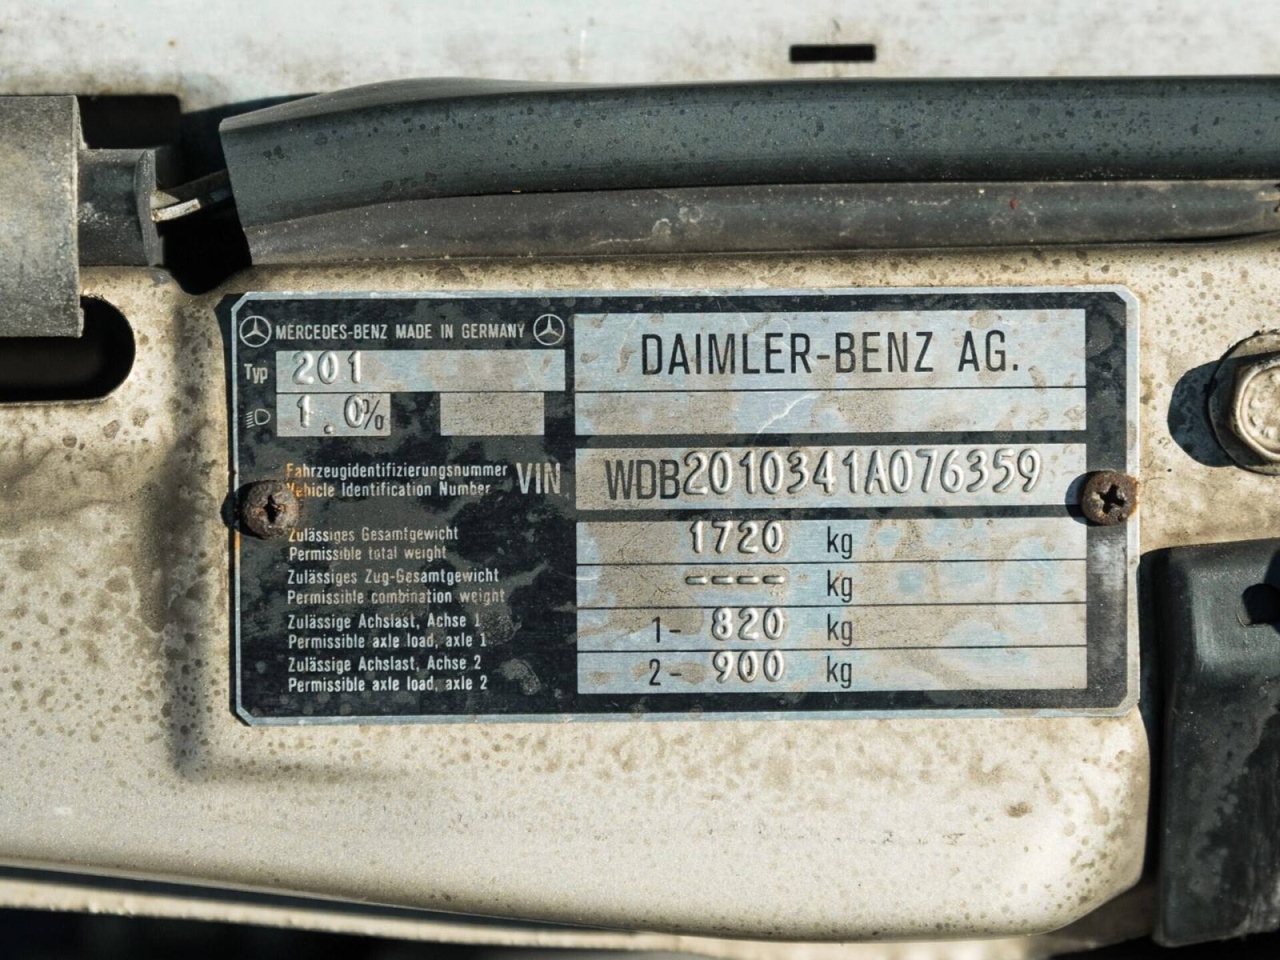 MERCEDES-BENZ MADE IN GERMANY
DAIMLER-BENZ AG.
Typ 201
1.0%
Fahrzeugidentifizierungsnummer
Vehicle Identification Number
VIN WDB2010341A076359
Zulässiges Gesamtgewicht
Permissible total weight
1720 kg
Zulässiges Zug-Gesamtgewicht
Permissible combination weight
---- kg
Zulässige Achslast, Achse 1
Permissible axle load, axle 1
1- 820 kg
Zulässige Achslast, Achse 2
Permissible axle load, axle 2
2- 900 kg